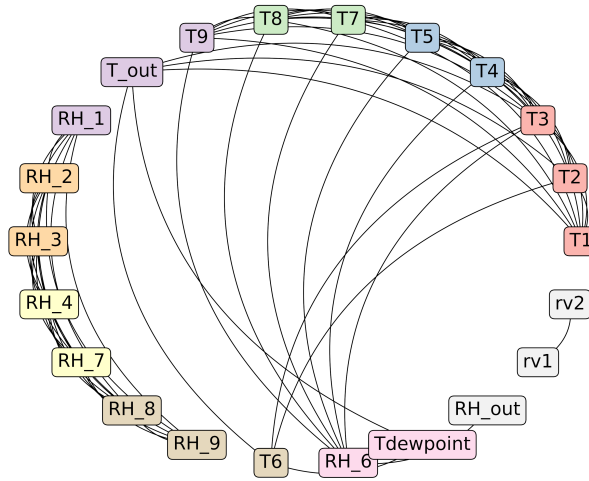 T8
T7
T9
T5
T_out
T4
RH_1
T3
RH_2
T2
RH_3
T1
RH_4
rv2
RH_7
rv1
RH_8
RH_out
RH_9
Tdewpoint
T6
RH_6